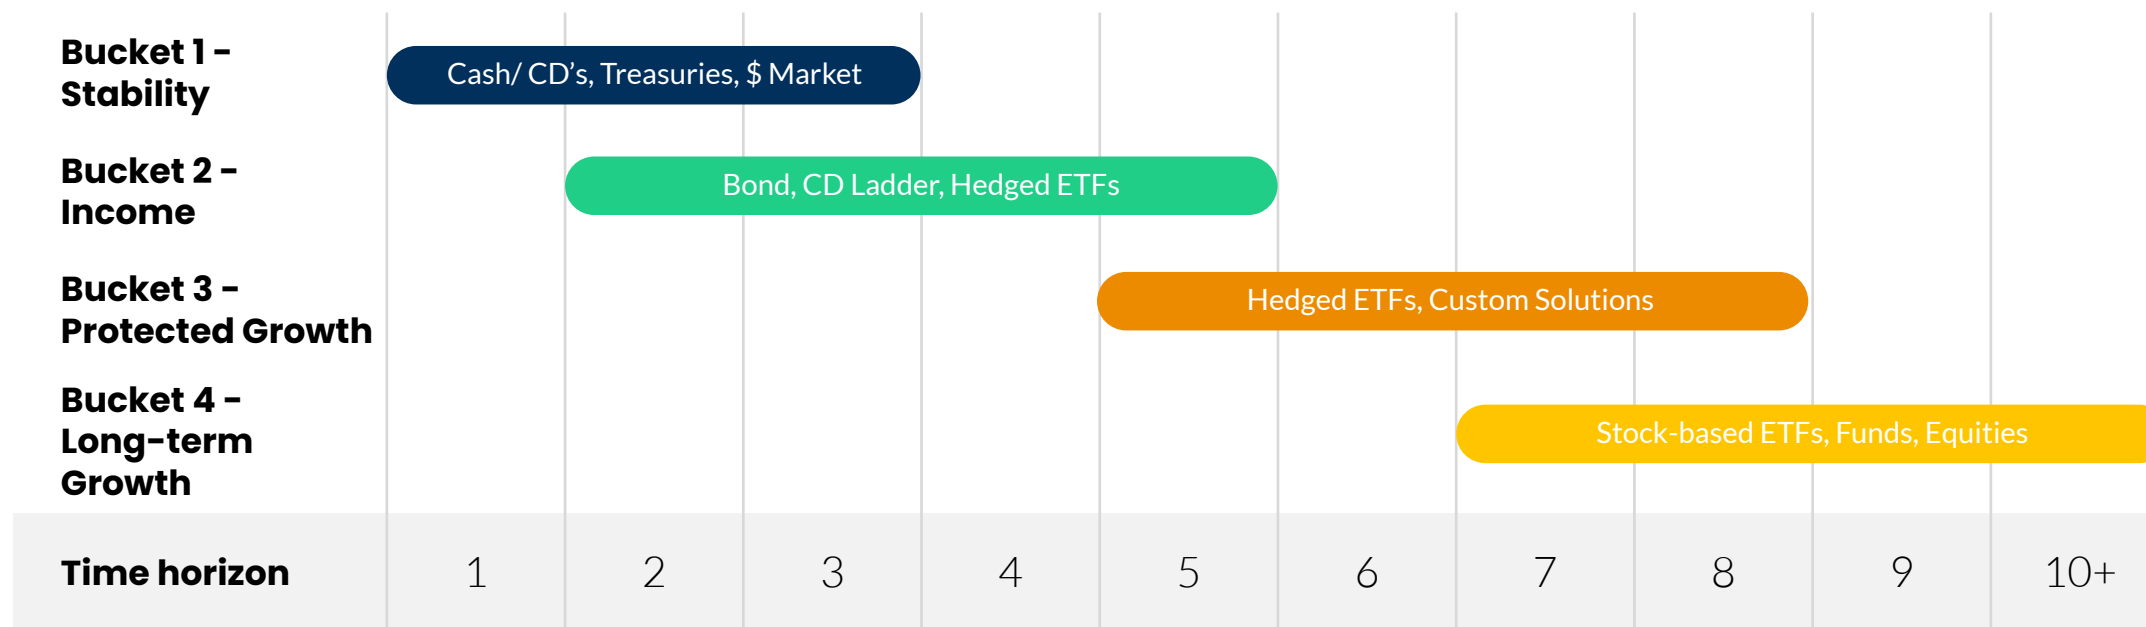 Bucket 1 -
Stability
Cash/ CD’s, Treasuries, $ Market
Bucket 2 -
Income
Bond, CD Ladder, Hedged ETFs
Bucket 3 -
Protected Growth
Hedged ETFs, Custom Solutions
Bucket 4 -
Long-term
Growth
Stock-based ETFs, Funds, Equities
Time horizon 1 2 3 4 5 6 7 8 9 10+